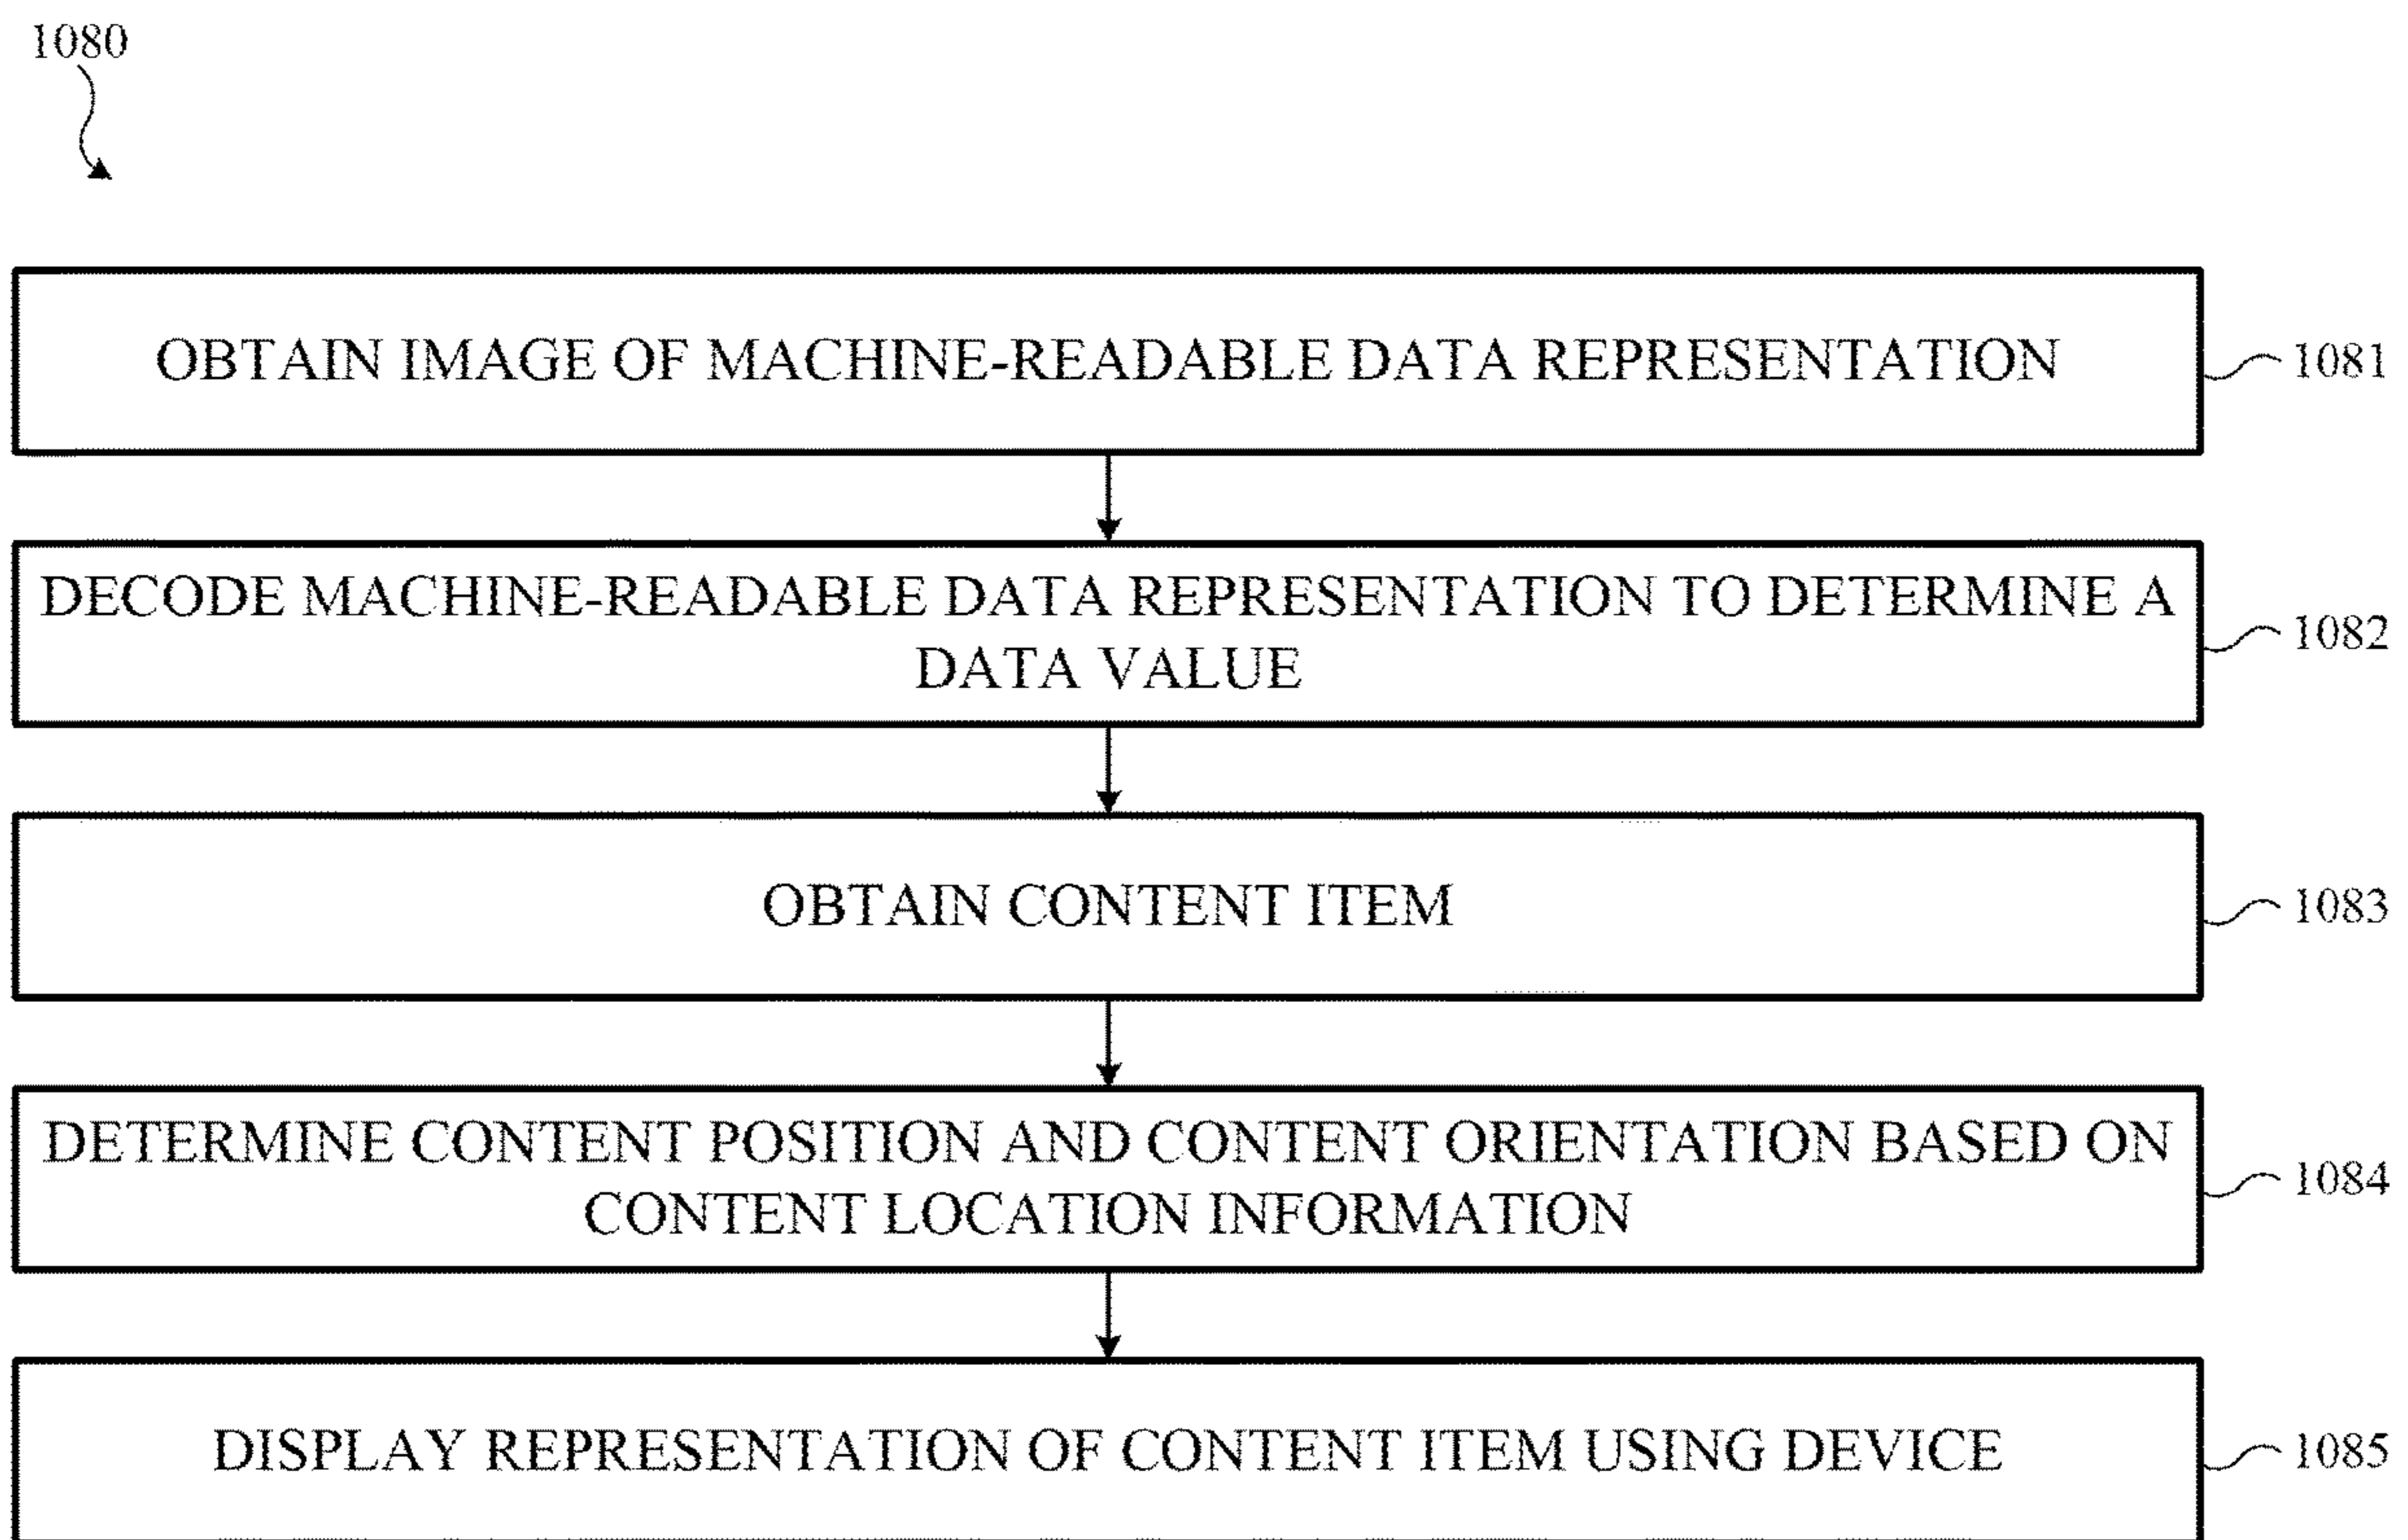 1080
OBTAIN IMAGE OF MACHINE-READABLE DATA REPRESENTATION
1081
DECODE MACHINE-READABLE DATA REPRESENTATION TO DETERMINE A
DATA VALUE
1082
OBTAIN CONTENT ITEM
1083
DETERMINE CONTENT POSITION AND CONTENT ORIENTATION BASED ON
CONTENT LOCATION INFORMATION
1084
DISPLAY REPRESENTATION OF CONTENT ITEM USING DEVICE
1085